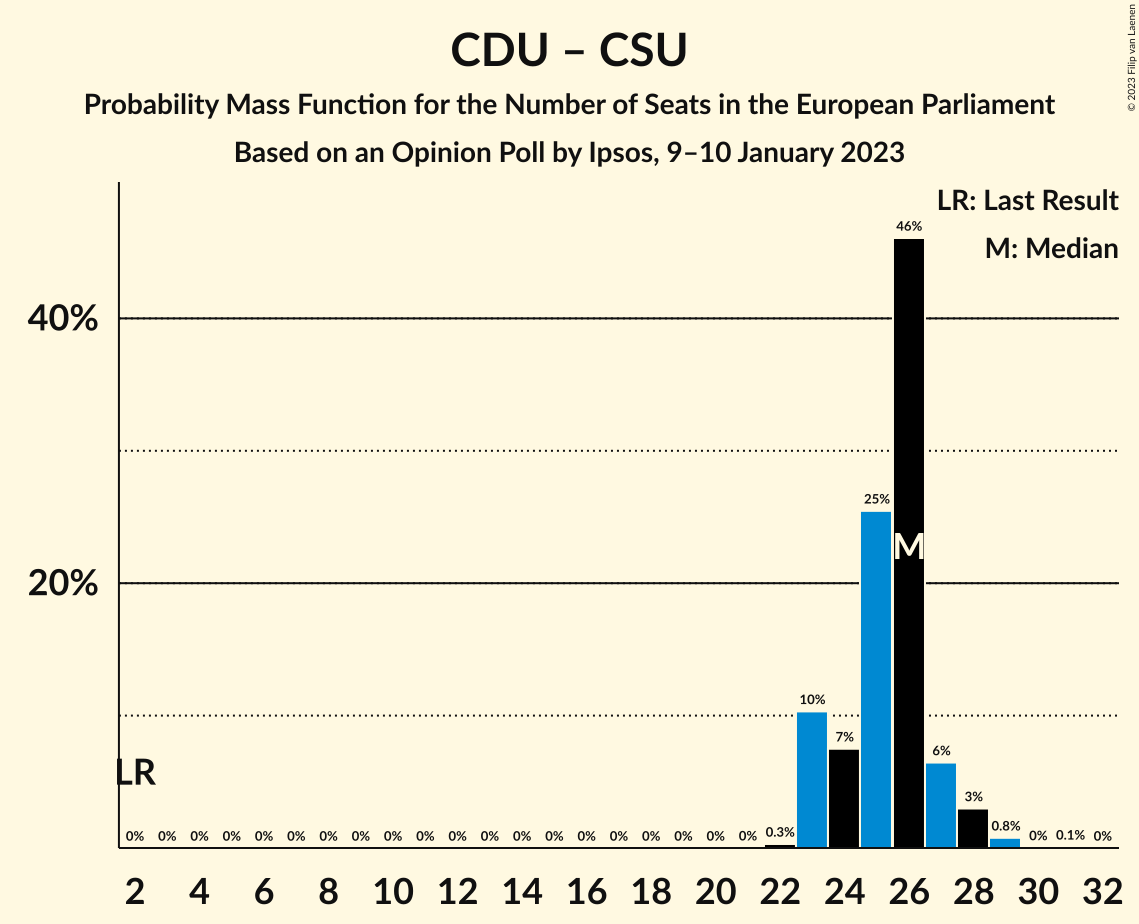 CDU – CSU
Probability Mass Function for the Number of Seats in the European Parliament
Based on an Opinion Poll by Ipsos, 9–10 January 2023
© 2023 Filip van Laenen
LR: Last Result
M: Median
46%
40%
25%
M
20%
10%
7%
6%
3%
LR
0% 0% 0% 0% 0% 0% 0% 0% 0% 0% 0% 0% 0% 0% 0% 0% 0% 0% 0% 0% 0.3% 0.8% 0% 0.1% 0%
2 4 6 8 10 12 14 16 18 20 22 24 26 28 30 32